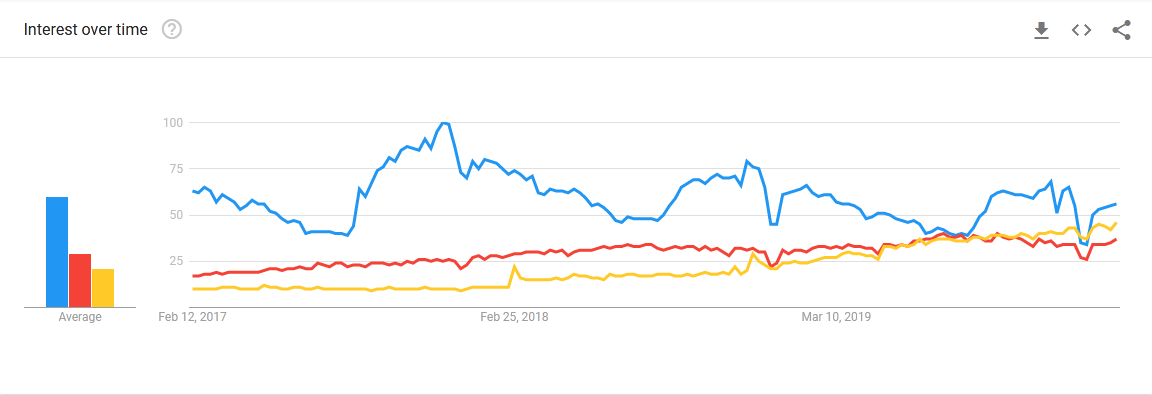 Interest over time ?
100
75
50
25
Average
Feb 12, 2017
Feb 25, 2018
Mar 10, 2019